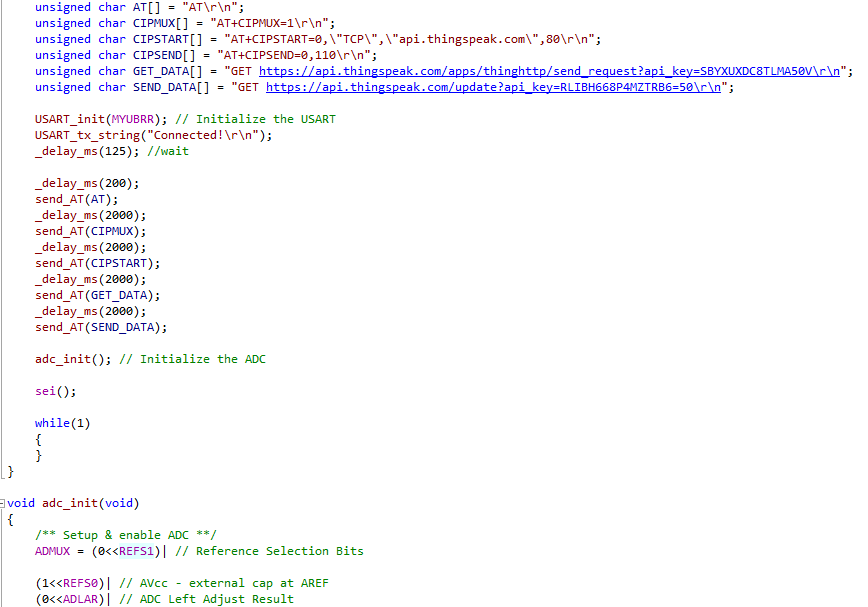 unsigned char AT[] = "AT\r\n";
unsigned char CIPMUX[] = "AT+CIPMUX=1\r\n";
unsigned char CIPSTART[] = "AT+CIPSTART=0,\"TCP\",\"api.thingspeak.com\",80\r\n";
unsigned char CIPSEND[] = "AT+CIPSEND=0,110\r\n";
unsigned char GET_DATA[] = "GET https://api.thingspeak.com/apps/thinghttp/send_request?api_key=SBYXUXDC8TLMA50V\r\n";
unsigned char SEND_DATA[] = "GET https://api.thingspeak.com/update?api_key=RLIBH668P4MZTRB6=50\r\n";
USART_init(MYUBRR); // Initialize the USART
USART_tx_string("Connected!\r\n");
_delay_ms(125); //wait
_delay_ms(200);
send_AT(AT);
_delay_ms(2000);
send_AT(CIPMUX);
_delay_ms(2000);
send_AT(CIPSTART);
_delay_ms(2000);
send_AT(GET_DATA);
_delay_ms(2000);
send_AT(SEND_DATA);
adc_init(); // Initialize the ADC
sei();
while(1)
{
}
}
void adc_init(void)
{
/** Setup & enable ADC **/
ADMUX = (0<<REFS1)| // Reference Selection Bits
(1<<REFS0)| // AVcc - external cap at AREF
(0<<ADLAR)| // ADC Left Adjust Result